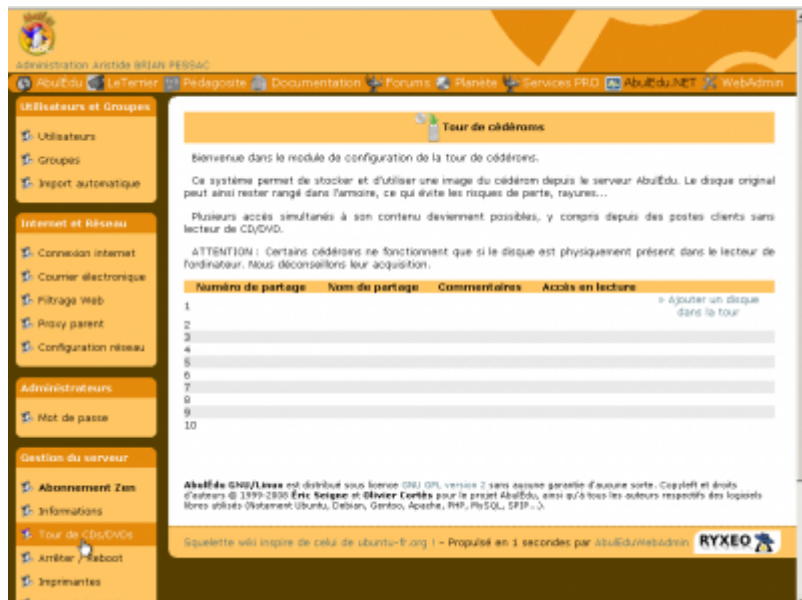 Administration Aristide BRIAN PESSAC
AbulÉdu LeTerrier Pedagosite Documentation Forums Planète Services PRO AbulEdu.NET WebAdmin
Utilisateurs et Groupes
Utilisateurs
Groupes
Import automatique
Internet et Réseau
Connexion internet
Courrier électronique
Filtrage Web
Proxy parent
Configuration réseau
Administrateurs
Mot de passe
Gestion du serveur
Abonnement Zen
Informations
Tour de CDs/DVDs
Arrêter / Reboot
Imprimantes
Tour de cédéroms
Bienvenue dans le module de configuration de la tour de cédéroms.
Ce système permet de stocker et d'utiliser une image du cédérom depuis le serveur AbulÉdu. Le disque original
peut ainsi rester rangé dans l'armoire, ce qui évite les risques de perte, rayures...
Plusieurs accès simultanés à son contenu deviennent possibles, y compris depuis des postes clients sans
lecteur de CD/DVD.
ATTENTION : Certains cédéroms ne fonctionnent que si le disque est physiquement présent dans le lecteur de
l'ordinateur. Nous déconseillons leur acquisition.
Numéro de partage Nom de partage Commentaires Accès en lecture
1 » Ajouter un disque
dans la tour
2
3
4
5
6
7
8
9
10
AbulÉdu GNU/Linux est distribué sous licence GNU GPL version 2 sans aucune garantie d'aucune sorte. Copyleft et droits
d'auteurs @ 1999-2008 Éric Seigne et Olivier Cortès pour le projet AbulÉdu, ainsi qu'à tous les auteurs respectifs des logiciels
libres utilisés (Notament Ubuntu, Debian, Gentoo, Apache, PHP, MySQL, SPIP...).
Squelette wiki inspire de celui de ubuntu-fr.org ! - Propulsé en 1 secondes par AbulEduWebAdmin RYXEO